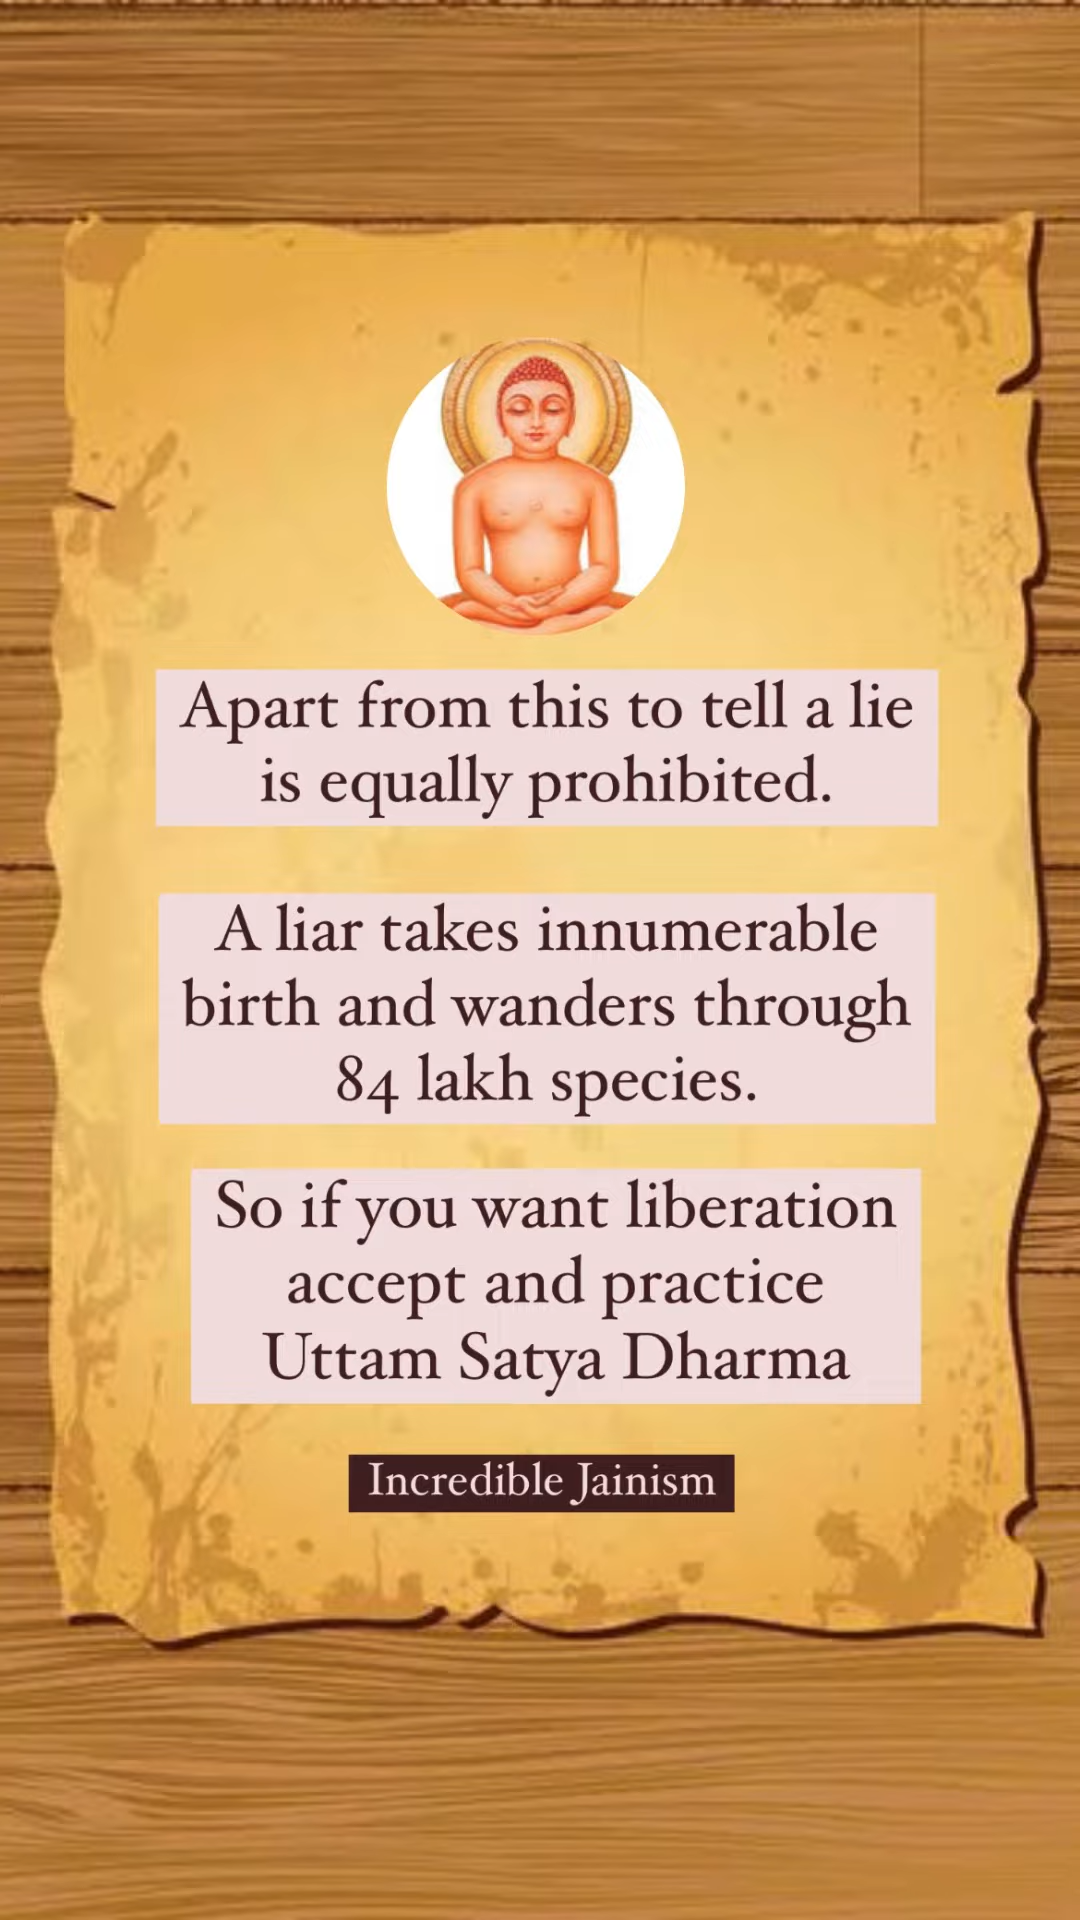 Apart from this to tell a lie
is equally prohibited.
A liar takes innumerable
birth and wanders through
84 lakh species.
So if you want liberation
accept and practice
Uttam Satya Dharma
Incredible Jainism